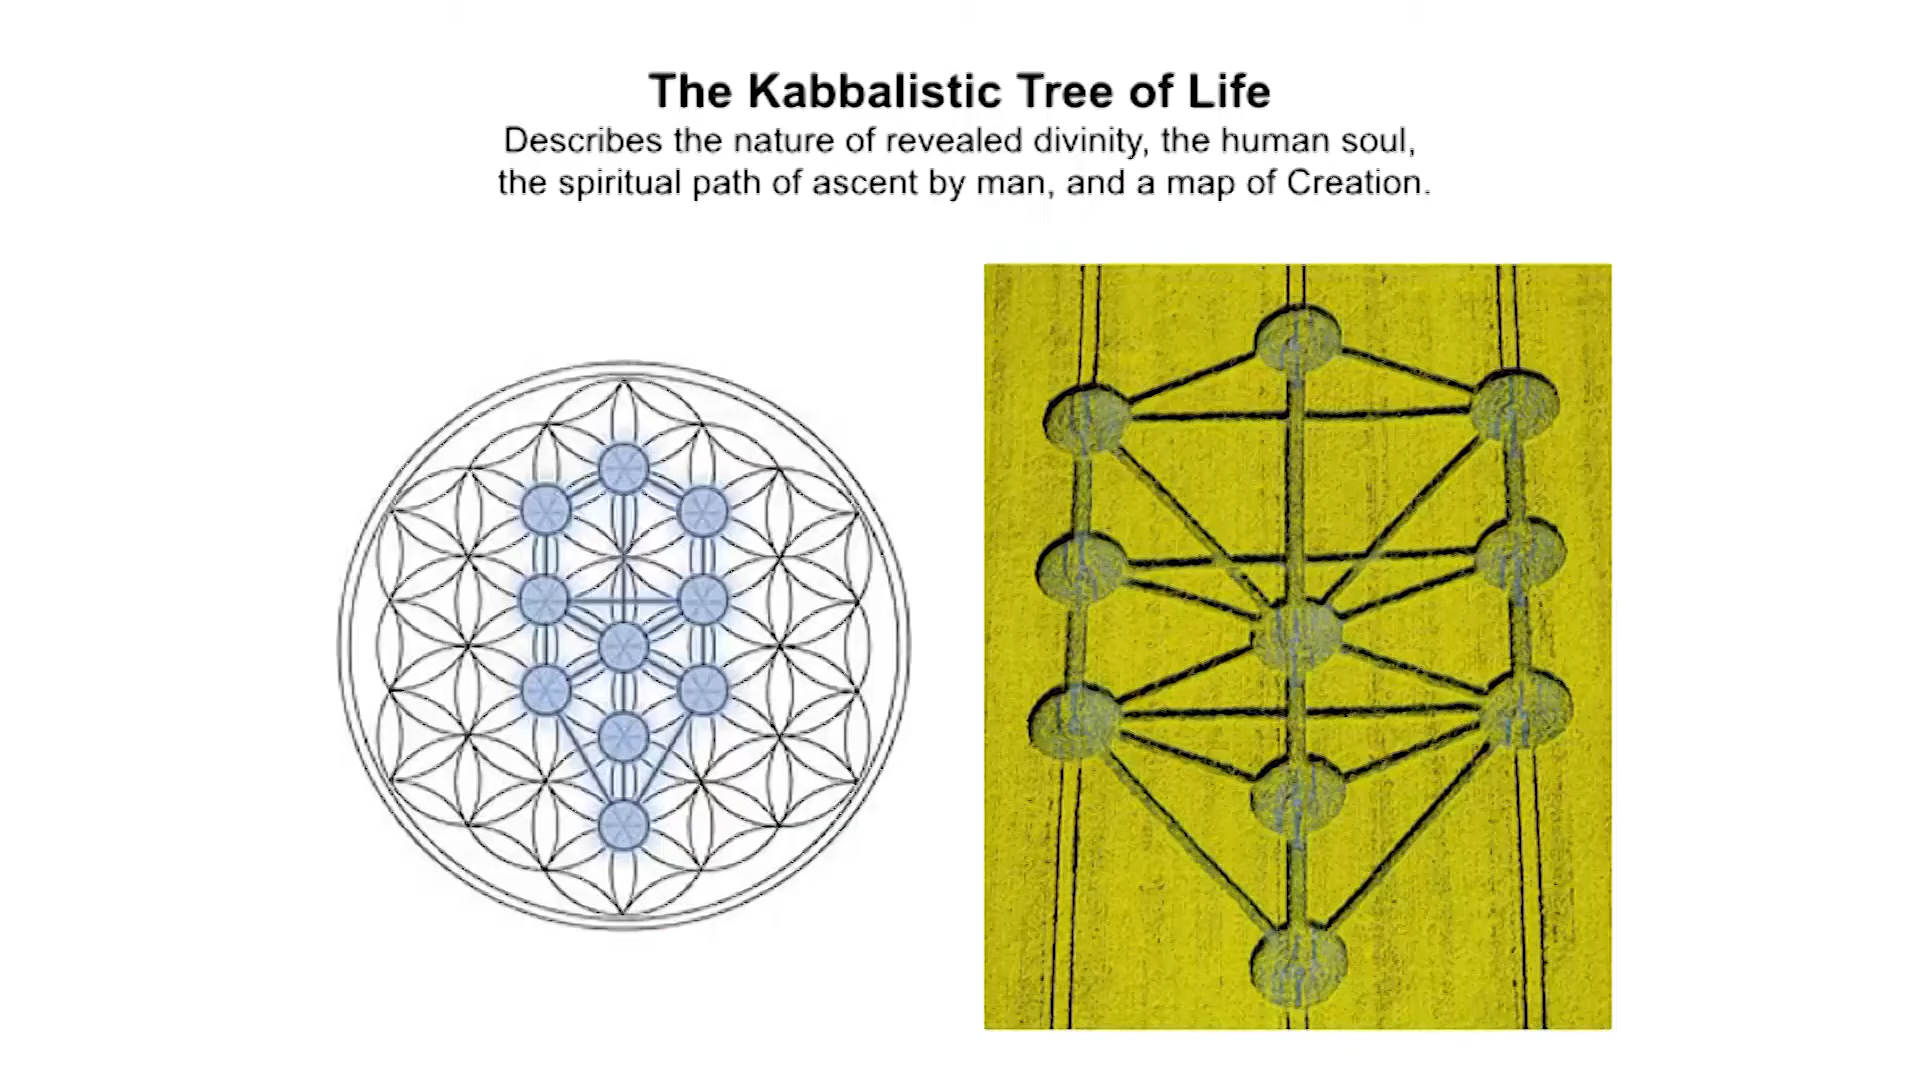 The Kabbalistic Tree of Life
Describes the nature of revealed divinity, the human soul,
the spiritual path of ascent by man, and a map of Creation.